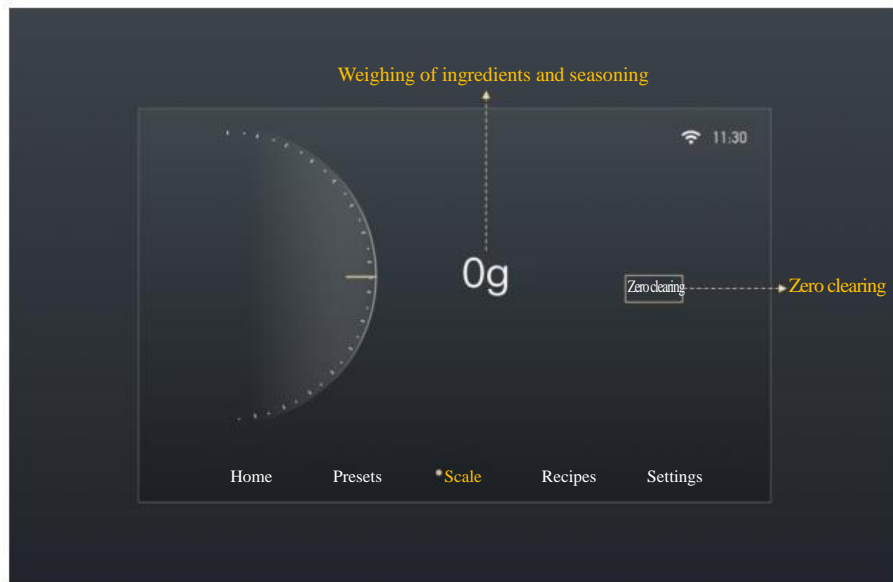 Weighing of ingredients and seasoning
11:30
0g
Zero clearing
Zero clearing
Home Presets Scale Recipes Settings